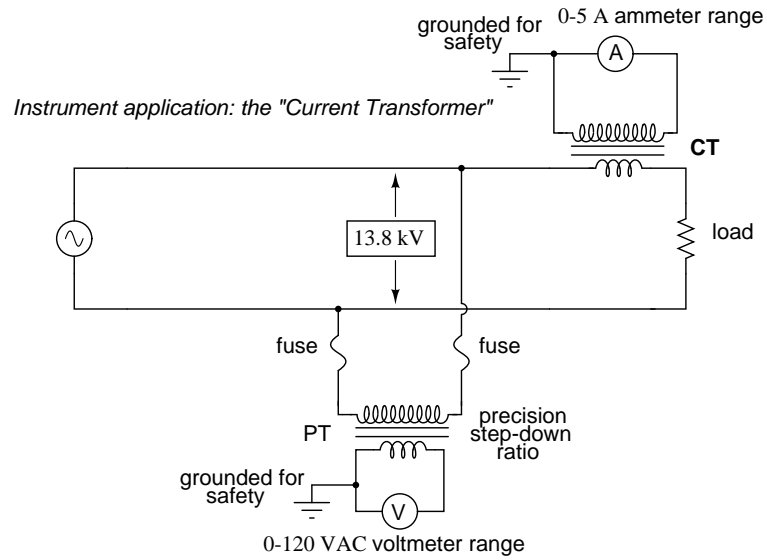 0-5 A ammeter range
grounded for
safety
A
Instrument application: the "Current Transformer"
CT
13.8 kV
load
fuse
fuse
PT
precision
step-down
ratio
grounded for
safety
V
0-120 VAC voltmeter range